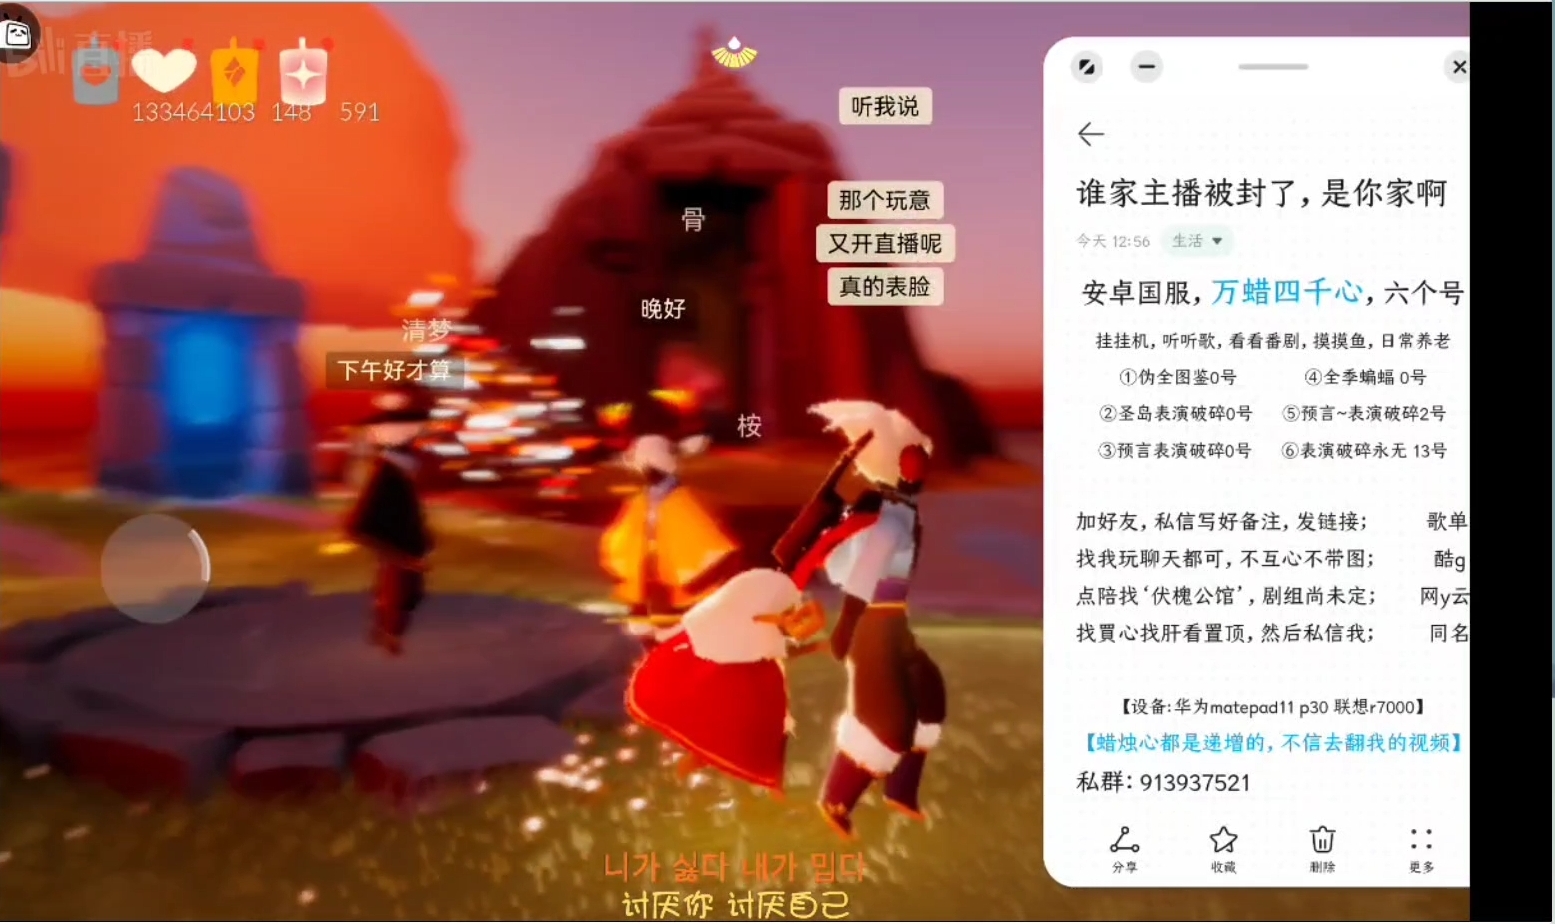 Bili 直播
133464103 148 591
听我说
那个玩意
又开直播呢
真的表脸
骨
晚好
清梦
下午好才算
桉
谁家主播被封了，是你家啊
今天 12:56 生活
安卓国服，万蜡四千心，六个号
挂挂机，听听歌，看看番剧，摸摸鱼，日常养老
①伪全图鉴0号 ④全季蝙蝠 0号
②圣岛表演破碎0号 ⑤预言~表演破碎2号
③预言表演破碎0号 ⑥表演破碎永无 13号
加好友，私信写好备注，发链接； 歌单
找我玩聊天都可，不互心不带图； 酷g
点陪找‘伏槐公馆’，剧组尚未定； 网y云
找買心找肝看置顶，然后私信我； 同名
【设备:华为matepad11 p30 联想r7000】
【蜡烛心都是递增的，不信去翻我的视频】
私群：913937521
分享 收藏 删除 更多
니가 싫다 내가 밉다
讨厌你 讨厌自己